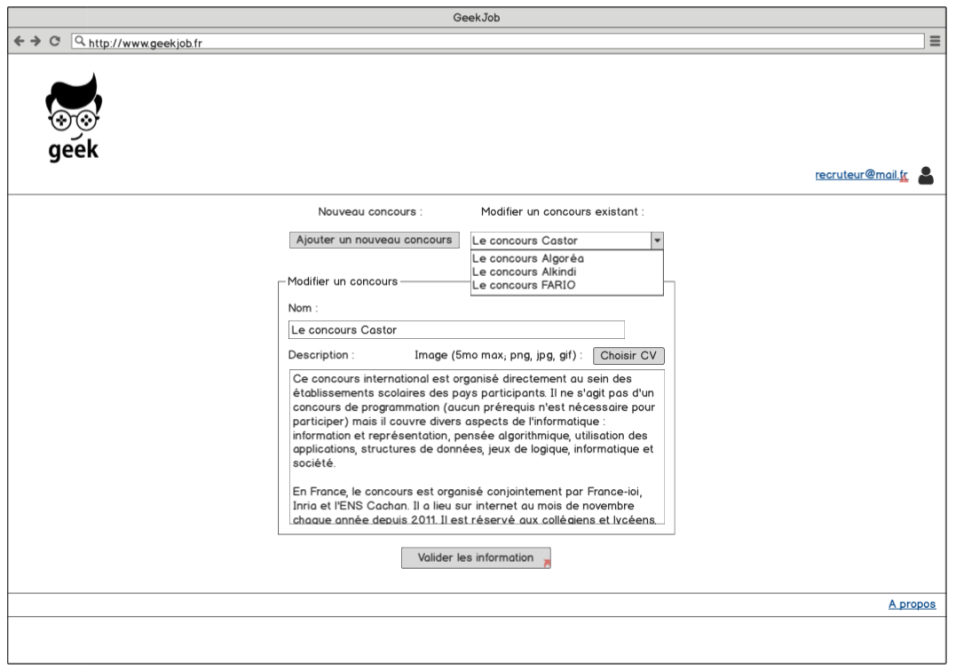 GeekJob
http://www.geekjob.fr
geek
recruteur@mail.fr
Nouveau concours :
Modifier un concours existant :
Ajouter un nouveau concours
Le concours Castor
Le concours Algoréa
Le concours Alkindi
Le concours FARIO
Modifier un concours
Nom :
Le concours Castor
Description :
Image (5mo max; png, jpg, gif) :
Choisir CV
Ce concours international est organisé directement au sein des
établissements scolaires des pays participants. Il ne s'agit pas d'un
concours de programmation (aucun prérequis n'est nécessaire pour
participer) mais il couvre divers aspects de l'informatique :
information et représentation, pensée algorithmique, utilisation des
applications, structures de données, jeux de logique, informatique et
société.
En France, le concours est organisé conjointement par France-ioi,
Inria et l'ENS Cachan. Il a lieu sur internet au mois de novembre
chaque année depuis 2011. Il est réservé aux collégiens et lycéens,
Valider les information
A propos